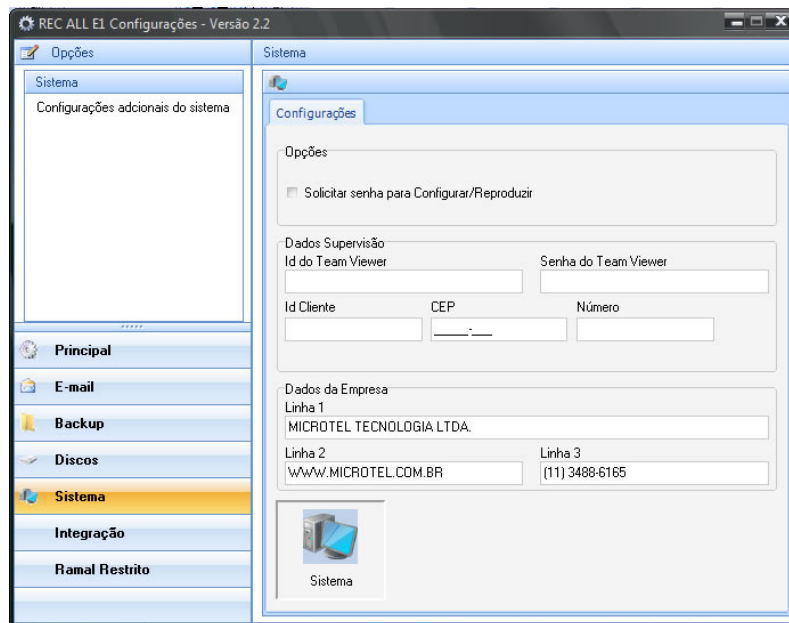 REC ALL E1 Configurações - Versão 2.2
Opções
Sistema
Configurações adcionais do sistema
Principal
E-mail
Backup
Discos
Sistema
Integração
Ramal Restrito
Sistema
Configurações
Opções
Solicitar senha para Configurar/Reproduzir
Dados Supervisão
Id do Team Viewer
Senha do Team Viewer
Id Cliente
CEP
Número
_____-___
Dados da Empresa
Linha 1
MICROTEL TECNOLOGIA LTDA.
Linha 2
Linha 3
WWW.MICROTEL.COM.BR
(11) 3488-6165
Sistema